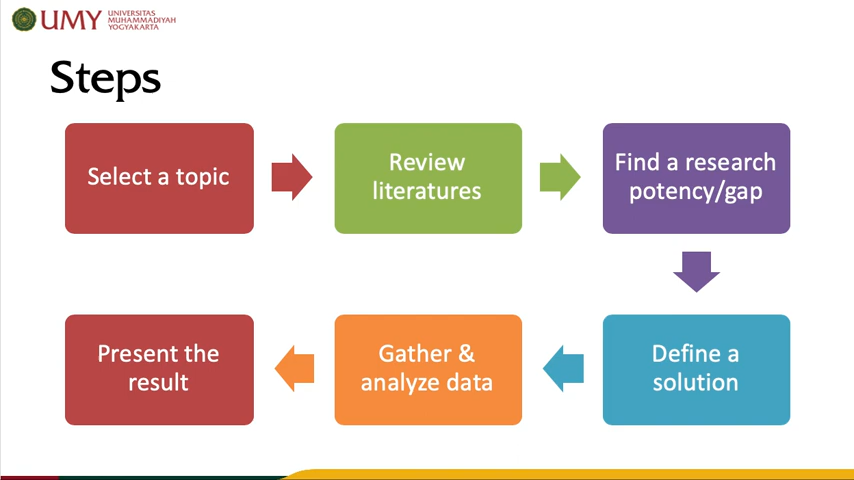 UMY
UNIVERSITAS
MUHAMMADIYAH
YOGYAKARTA
Steps
Select a topic
Review
literatures
Find a research
potency/gap
Define a
solution
Gather &
analyze data
Present the
result